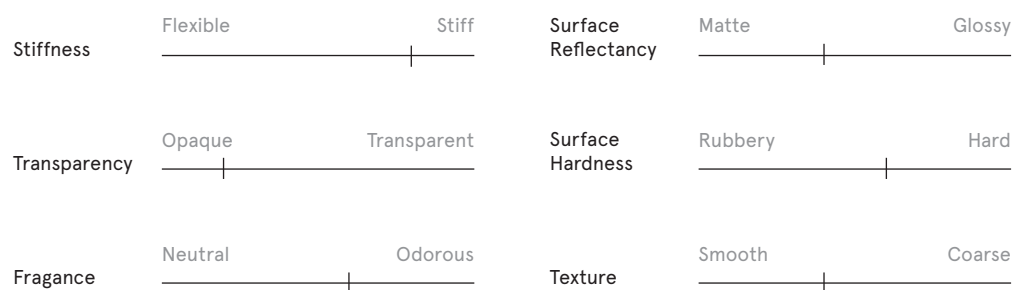 Flexible Stiff
Stiffness
Opaque Transparent
Transparency
Neutral Odorous
Fragance
Surface
Reflectancy
Matte Glossy
Surface
Hardness
Rubbery Hard
Smooth Coarse
Texture